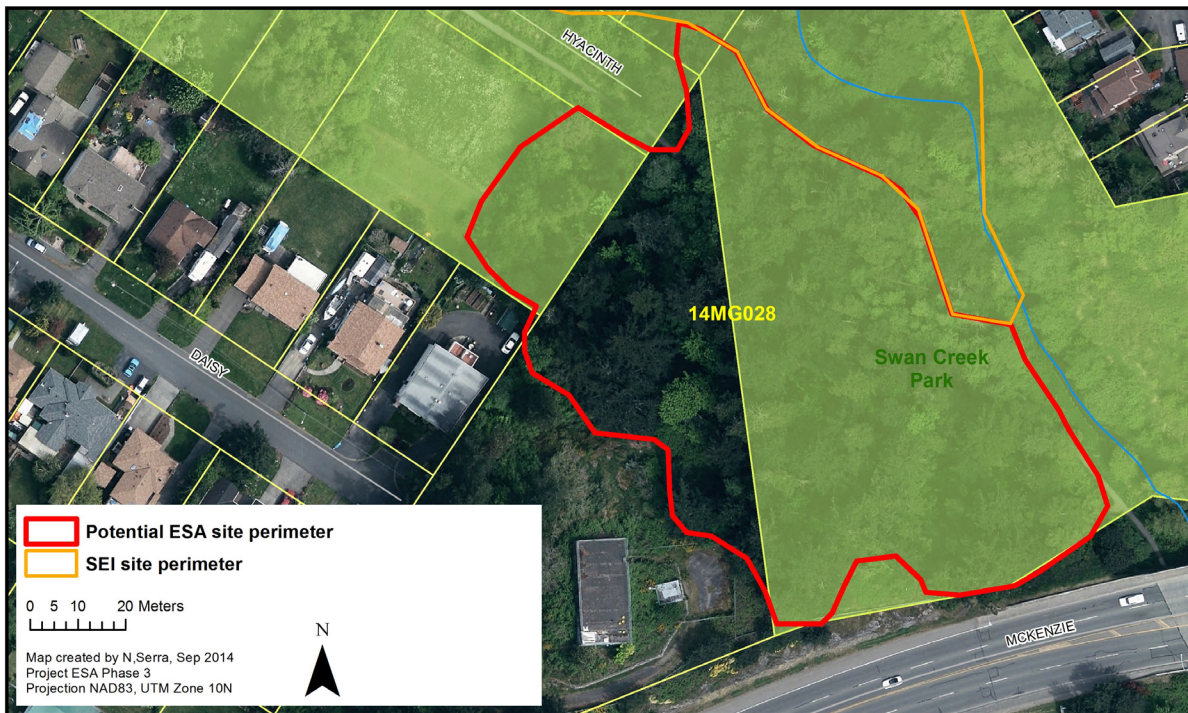 HYACINTH
14MG028
Swan Creek
Park
DAISY
MCKENZIE
Potential ESA site perimeter
SEI site perimeter
0 5 10 20 Meters
N
Map created by N,Serra, Sep 2014
Project ESA Phase 3
Projection NAD83, UTM Zone 10N